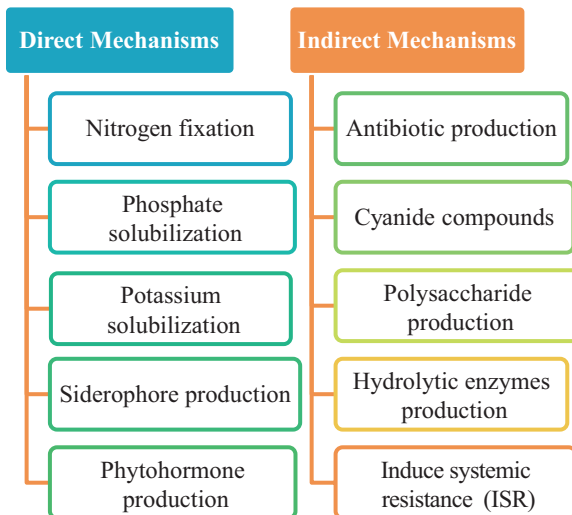 Direct Mechanisms
Nitrogen fixation
Phosphate
solubilization
Potassium
solubilization
Siderophore production
Phytohormone
production
Indirect Mechanisms
Antibiotic production
Cyanide compounds
Polysaccharide
production
Hydrolytic enzymes
production
Induce systemic
resistance (ISR)